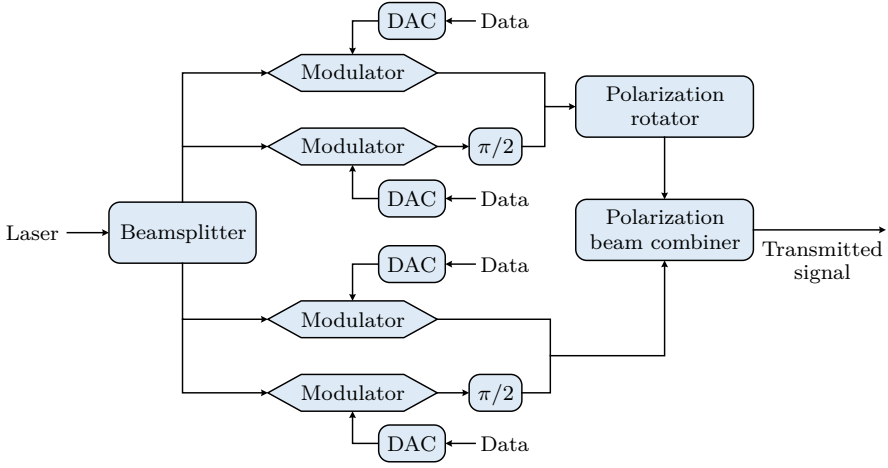 DAC
Data
Modulator
Polarization
rotator
Modulator
π/2
DAC
Data
Laser
Beamsplitter
Polarization
beam combiner
Transmitted
signal
DAC
Data
Modulator
Modulator
π/2
DAC
Data